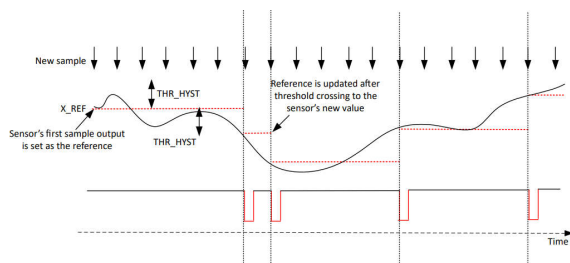 New sample
THR_HYST
Reference is updated after
threshold crossing to the
sensor's new value
X_REF
Sensor's first sample output
is set as the reference
THR_HYST
Time